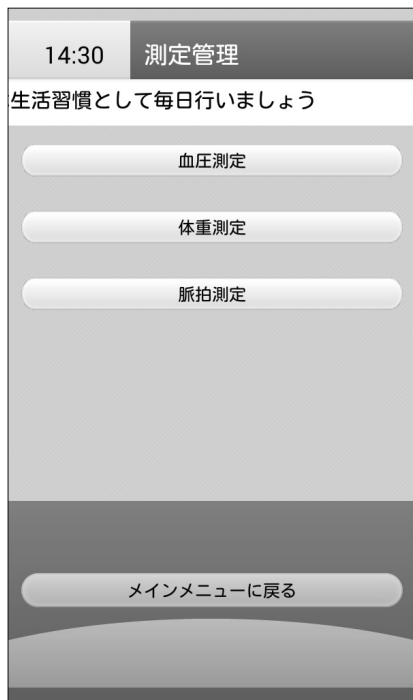 14:30 測定管理
生活習慣として毎日行いましょう
血圧測定
体重測定
脈拍測定
メインメニューに戻る